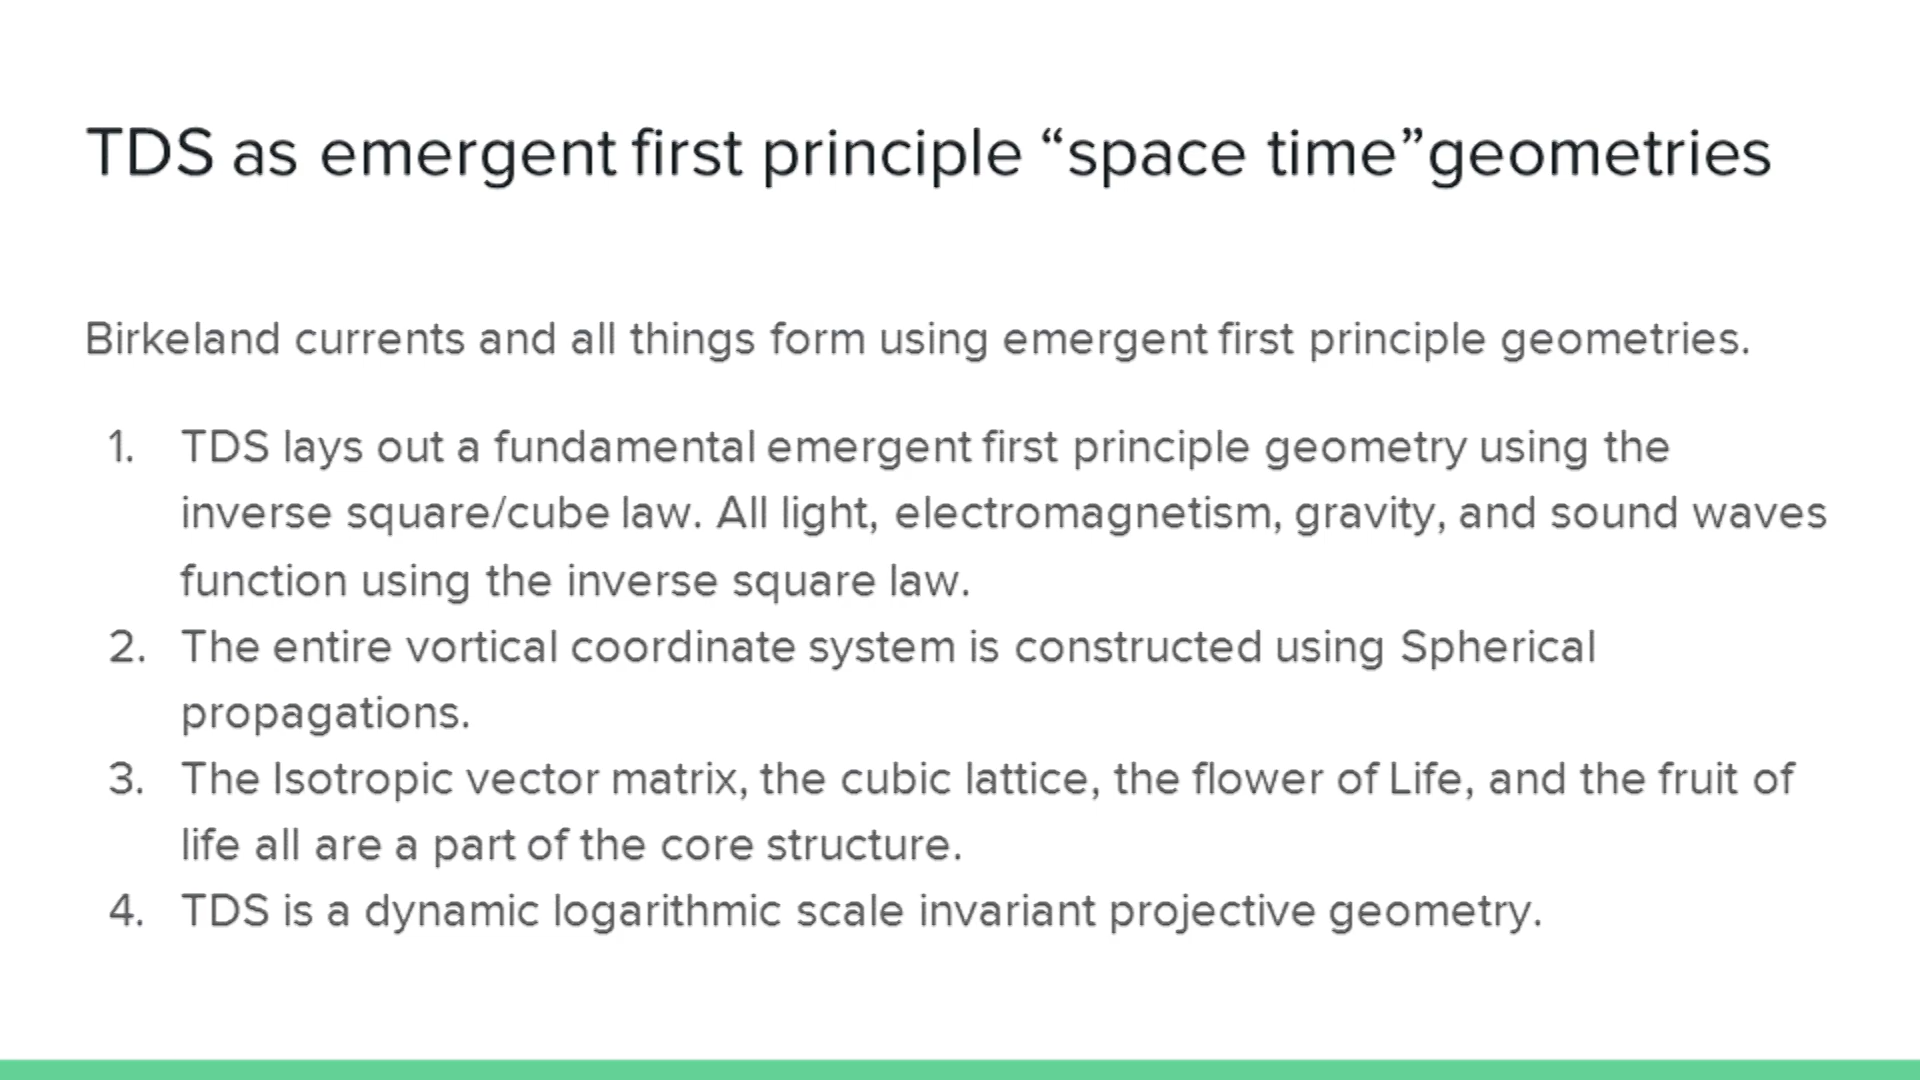 TDS as emergent first principle “space time”geometries
Birkeland currents and all things form using emergent first principle geometries.
1. TDS lays out a fundamental emergent first principle geometry using the
inverse square/cube law. All light, electromagnetism, gravity, and sound waves
function using the inverse square law.
2. The entire vortical coordinate system is constructed using Spherical
propagations.
3. The Isotropic vector matrix, the cubic lattice, the flower of Life, and the fruit of
life all are a part of the core structure.
4. TDS is a dynamic logarithmic scale invariant projective geometry.